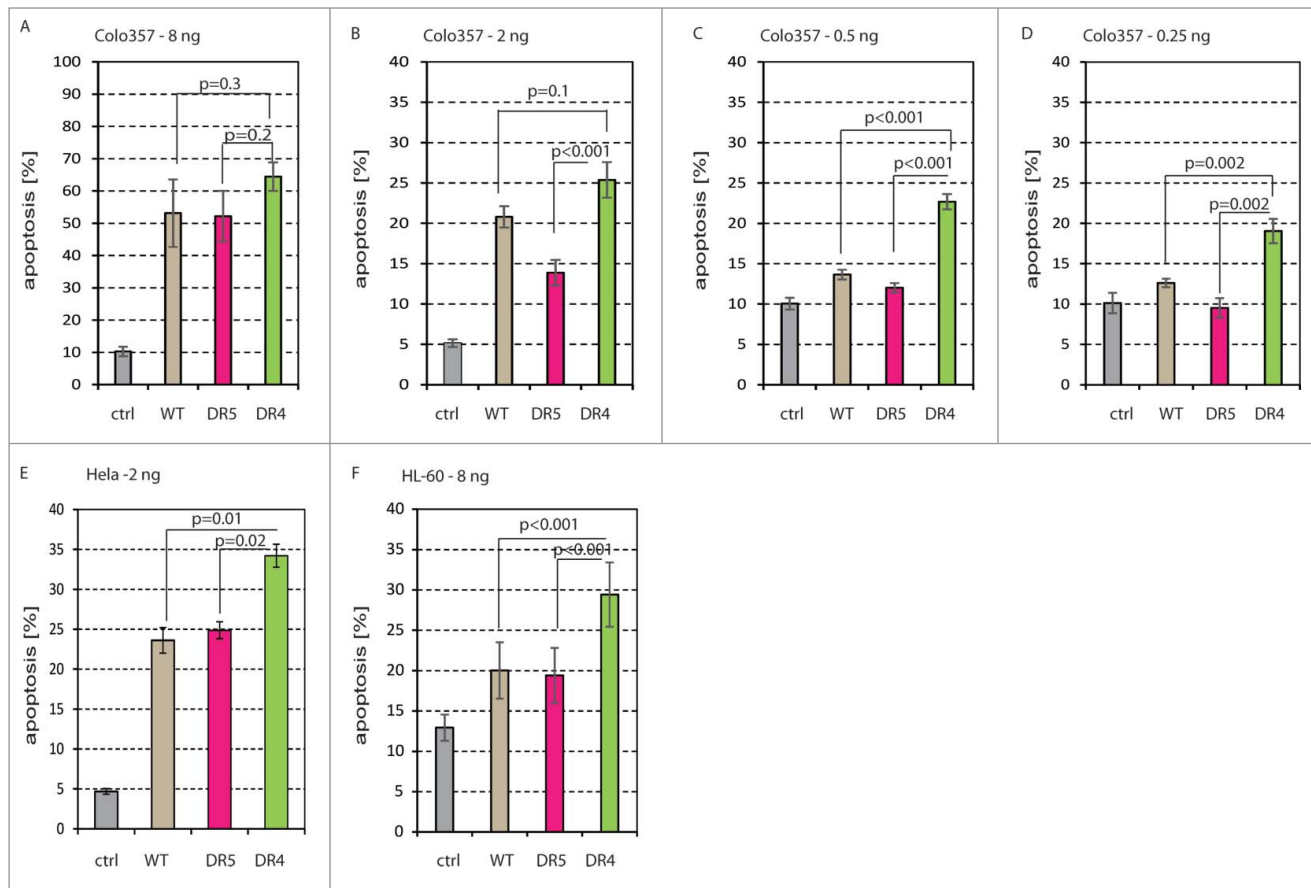 A
Colo357 - 8 ng
apoptosis [%]
100
90
80
70
60
50
40
30
20
10
0
p=0.3
p=0.2
ctrl WT DR5 DR4
B
Colo357 - 2 ng
apoptosis [%]
40
35
30
25
20
15
10
5
0
p=0.1
p<0.001
ctrl WT DR5 DR4
C
Colo357 - 0.5 ng
apoptosis [%]
40
35
30
25
20
15
10
5
0
p<0.001
p<0.001
ctrl WT DR5 DR4
D
Colo357 - 0.25 ng
apoptosis [%]
40
35
30
25
20
15
10
5
0
p=0.002
p=0.002
ctrl WT DR5 DR4
E
Hela -2 ng
apoptosis [%]
40
35
30
25
20
15
10
5
0
p=0.01
p=0.02
ctrl WT DR5 DR4
F
HL-60 - 8 ng
apoptosis [%]
40
35
30
25
20
15
10
5
0
p<0.001
p<0.001
ctrl WT DR5 DR4